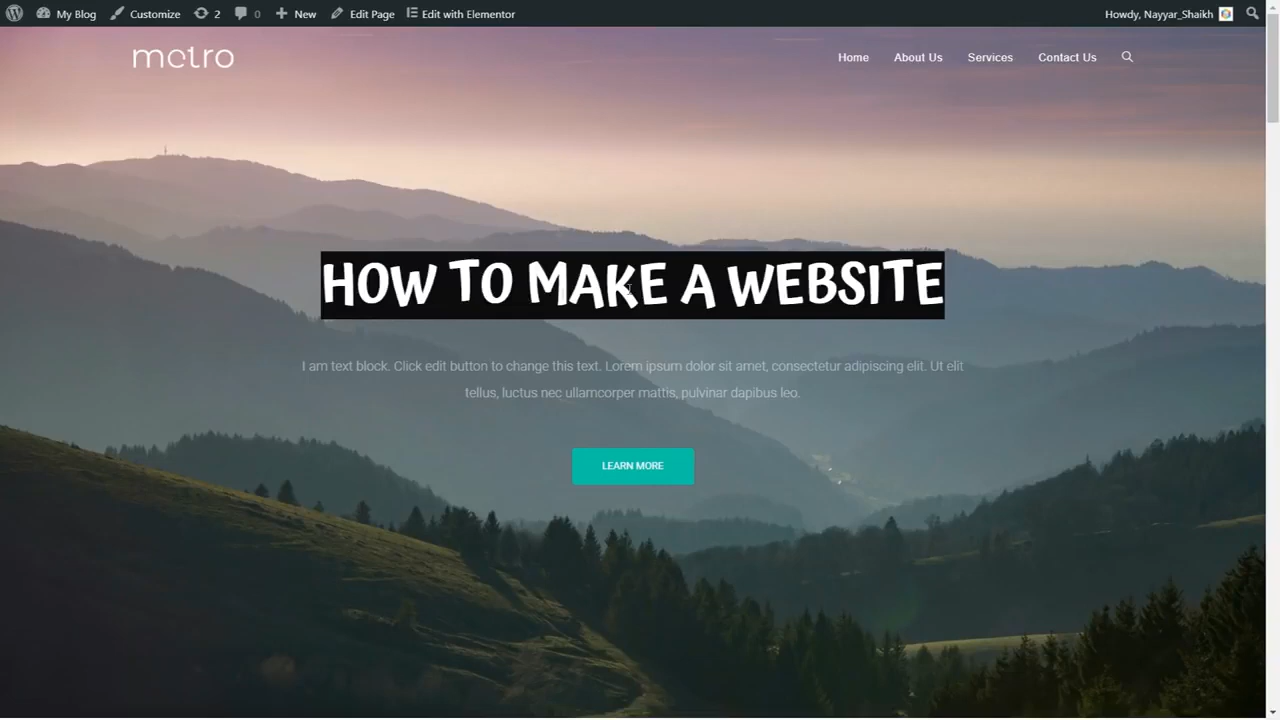 My Blog Customize 2 0 New Edit Page Edit with Elementor Howdy, Nayyar_Shaikh
metro Home About Us Services Contact Us
HOW TO MAKE A WEBSITE
I am text block. Click edit button to change this text. Lorem ipsum dolor sit amet, consectetur adipiscing elit. Ut elit
tellus, luctus nec ullamcorper mattis, pulvinar dapibus leo.
LEARN MORE